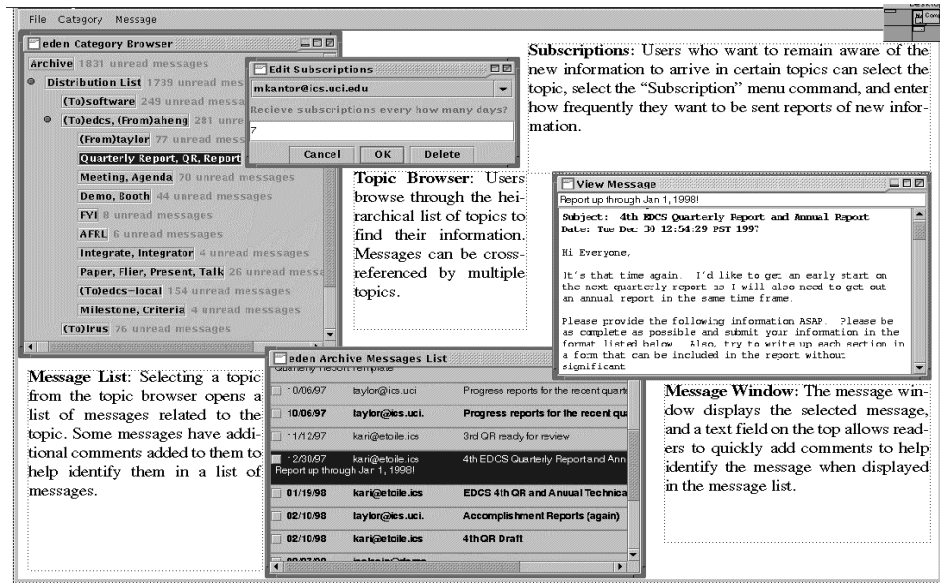 File Category Message
Desktop
Comp
eden Category Browser
Archive 1831 unread messages
Distribution List 1739 unread mes
(To)software 249 unread messa
(To)edcs, (From)aheng 281 unre
(From)taylor 77 unread messages
Quarterly Report, QR, Report
Meeting, Agenda 70 unread messages
Demo, Booth 44 unread messages
FYI 8 unread messages
AFRL 6 unread messages
Integrate, Integrator 4 unread messages
Paper, Flier, Present, Talk 26 unread messa
(To)edcs-local 154 unread messages
Milestone, Criteria 4 unread messages
(To)irus 76 unread messages
Edit Subscriptions
mkantor@ics.uci.edu
Recieve subscriptions every how many days?
7
Cancel OK Delete
Subscriptions: Users who want to remain aware of the
new information to arrive in certain topics can select the
topic, select the “Subscription” menu command, and enter
how frequently they want to be sent reports of new infor-
mation.
Topic Browser: Users
browse through the hei-
rarchical list of topics to
find their information.
Messages can be cross-
referenced by multiple
topics.
View Message
Report up through Jan 1, 1998!
Subject: 4th EDCS Quarterly Report and Annual Report
Date: Tue Dec 30 12:54:29 PST 1997
Hi Everyone,
It's that time again. I'd like to get an early start on
the next quarterly report as I will also need to get out
an annual report in the same time frame.
Please provide the following information ASAP. Please be
as complete as possible and submit your information in the
format listed below. Also, try to write up each section in
a form that can be included in the report without
significant
Message List: Selecting a topic
from the topic browser opens a
list of messages related to the
topic. Some messages have addi-
tional comments added to them to
help identify them in a list of
messages.
eden Archive Messages List
Quarterly Report Template
10/06/97 taylor@ics.uci. Progress reports for the recent quarte
10/06/97 taylor@ics.uci. Progress reports for the recent qua
11/12/97 kari@etoile.ics 3rd QR ready for review
12/30/97 kari@etoile.ics 4th EDCS Quarterly Report and Ann
Report up through Jan 1, 1998!
01/19/98 kari@etoile.ics EDCS 4th QR and Anuual Technica
02/10/98 taylor@ics.uci. Accomplishment Reports (again)
02/10/98 kari@etoile.ics 4th QR Draft
Message Window: The message win-
dow displays the selected message,
and a text field on the top allows read-
ers to quickly add comments to help
identify the message when displayed
in the message list.